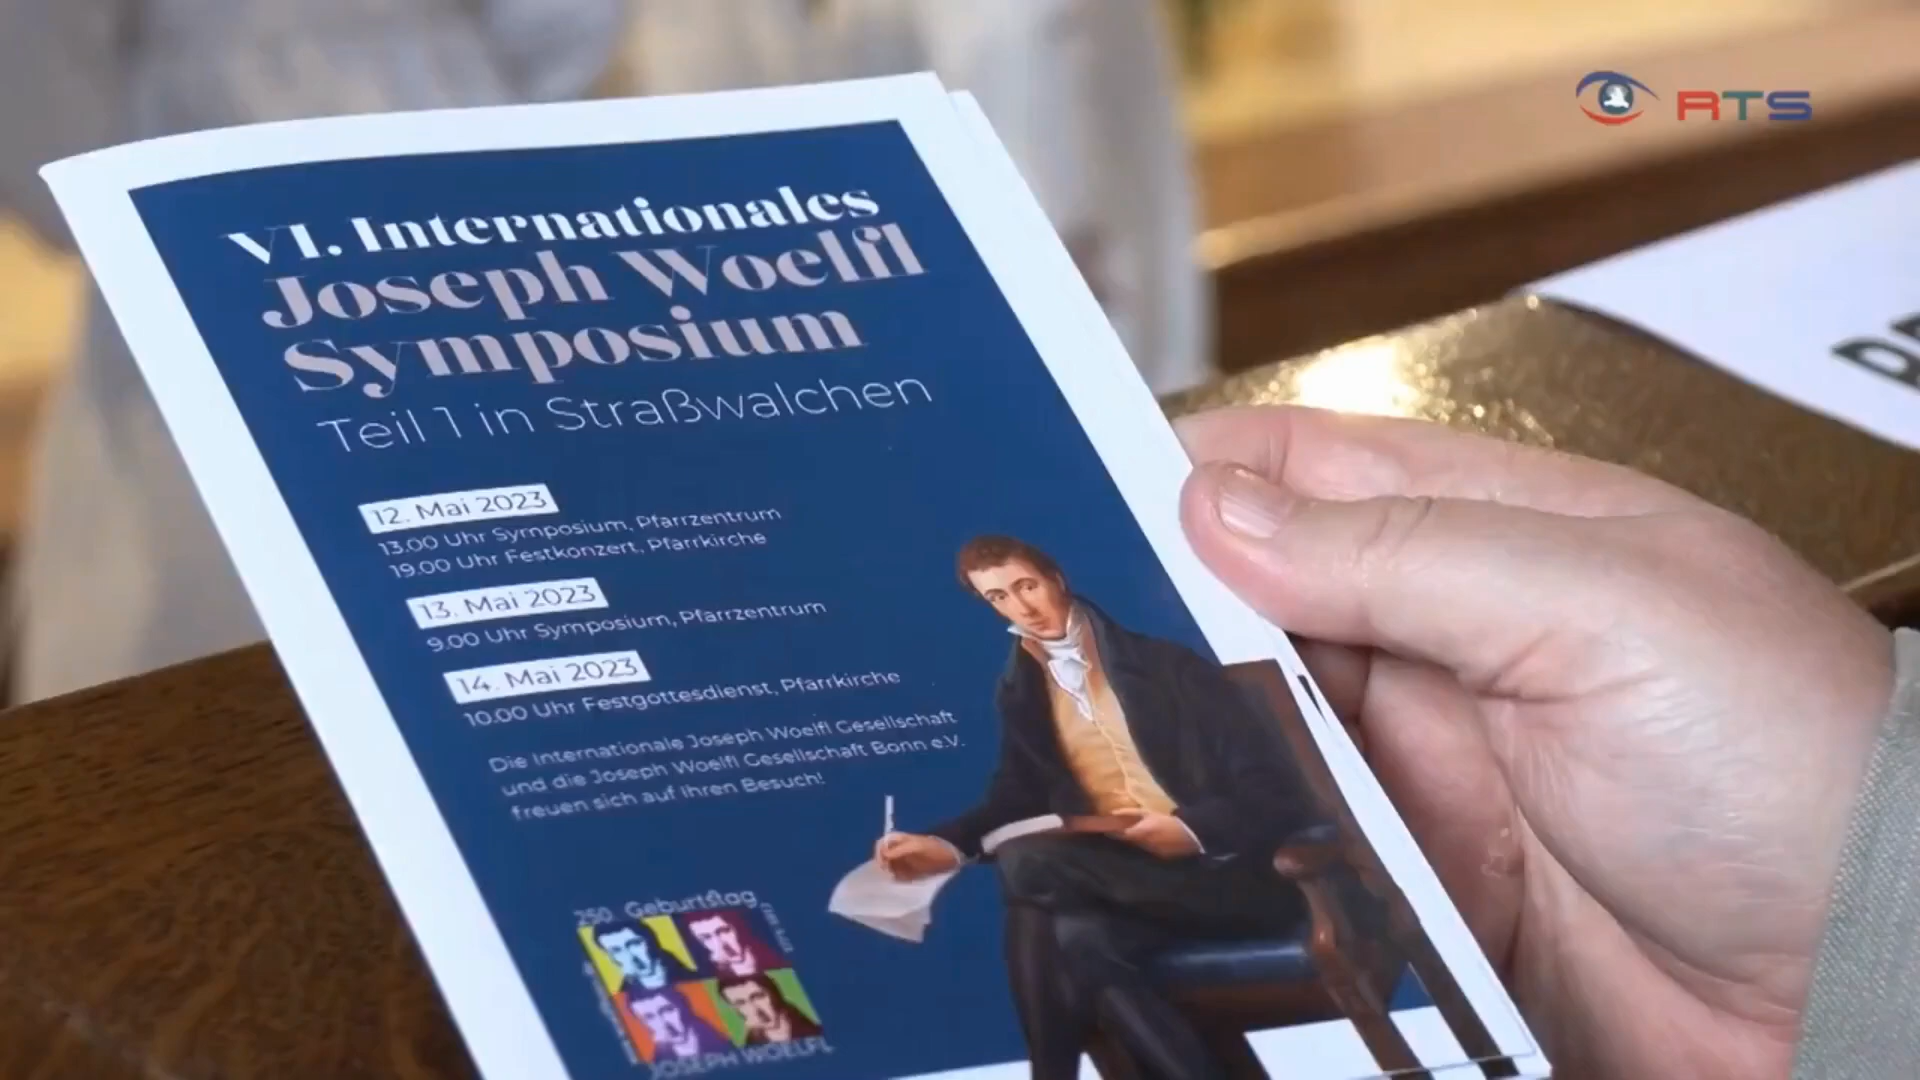 RTS
VI. Internationales
Joseph Woelfl
Symposium
Teil 1 in Straßwalchen
12. Mai 2023
13.00 Uhr Symposium, Pfarrzentrum
19.00 Uhr Festkonzert, Pfarrkirche
13. Mai 2023
9.00 Uhr Symposium, Pfarrzentrum
14. Mai 2023
10.00 Uhr Festgottesdienst, Pfarrkirche
Die Internationale Joseph Woelfl Gesellschaft
und die Joseph Woelfl Gesellschaft Bonn e.V.
freuen sich auf Ihren Besuch!
250. Geburtstag
JOSEPH WOELFL